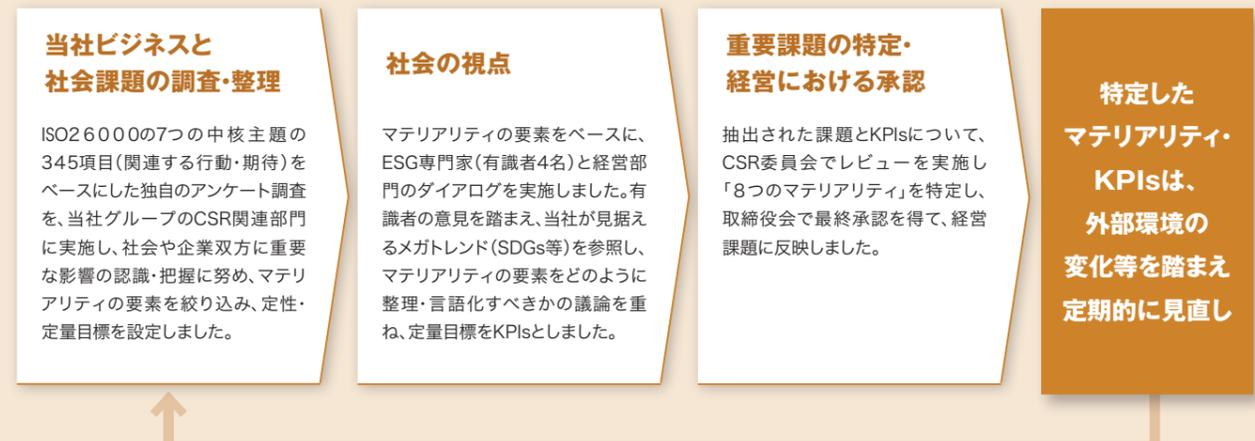 当社ビジネスと
社会課題の調査・整理
ISO26000の7つの中核主題の
345項目(関連する行動・期待)を
ベースにした独自のアンケート調査
を、当社グループのCSR関連部門
に実施し、社会や企業双方に重要
な影響の認識・把握に努め、マテリ
アリティの要素を絞り込み、定性・
定量目標を設定しました。
社会の視点
マテリアリティの要素をベースに、
ESG専門家(有識者4名)と経営部
門のダイアログを実施しました。有
識者の意見を踏まえ、当社が見据え
るメガトレンド(SDGs等)を参照し、
マテリアリティの要素をどのように
整理・言語化すべきかの議論を重
ね、定量目標をKPIsとしました。
重要課題の特定・
経営における承認
抽出された課題とKPIsについて、
CSR委員会でレビューを実施し
「8つのマテリアリティ」を特定し、
取締役会で最終承認を得て、経営
課題に反映しました。
特定した
マテリアリティ・
KPIsは、
外部環境の
変化等を踏まえ
定期的に見直し